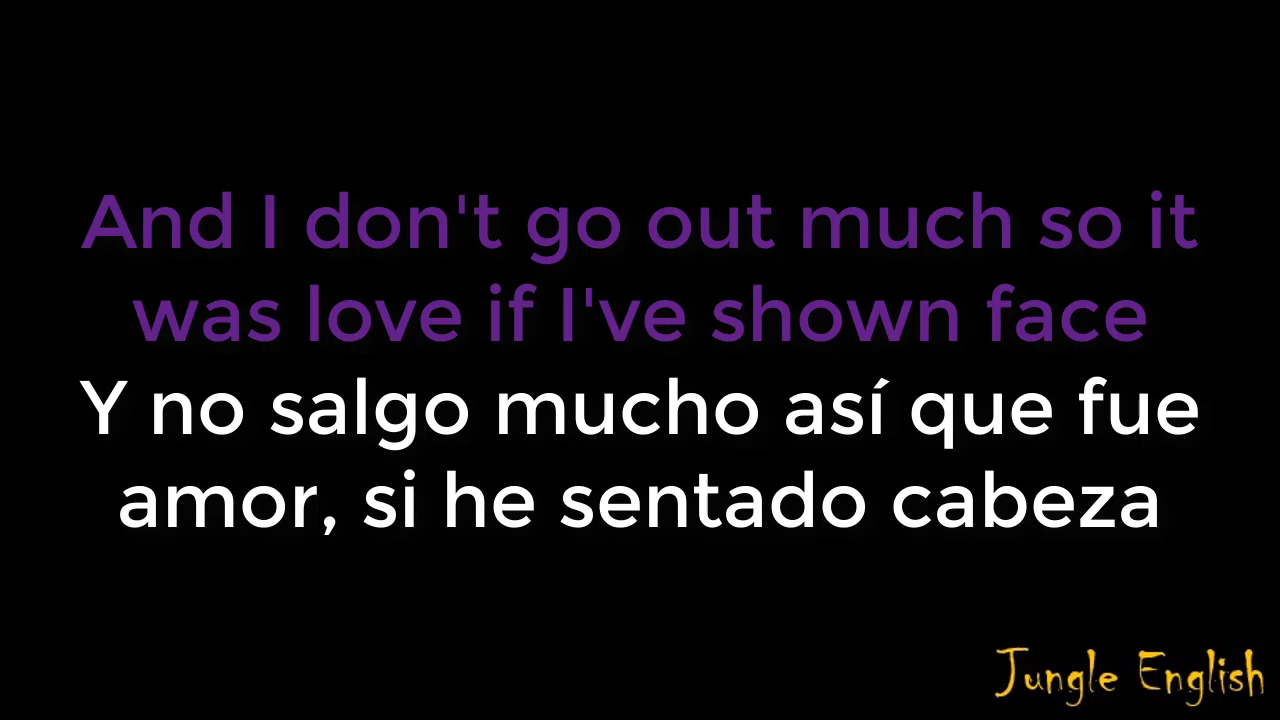 And I don't go out much so it
was love if I've shown face
Y no salgo mucho así que fue
amor, si he sentado cabeza
Jungle English